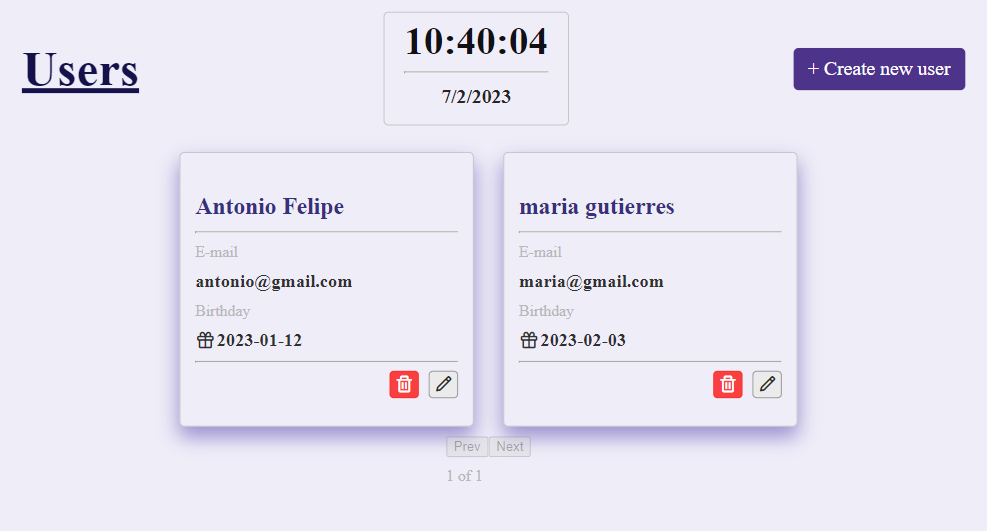 Users
10:40:04
7/2/2023
+ Create new user
Antonio Felipe
E-mail
antonio@gmail.com
Birthday
2023-01-12
maria gutierres
E-mail
maria@gmail.com
Birthday
2023-02-03
Prev Next
1 of 1